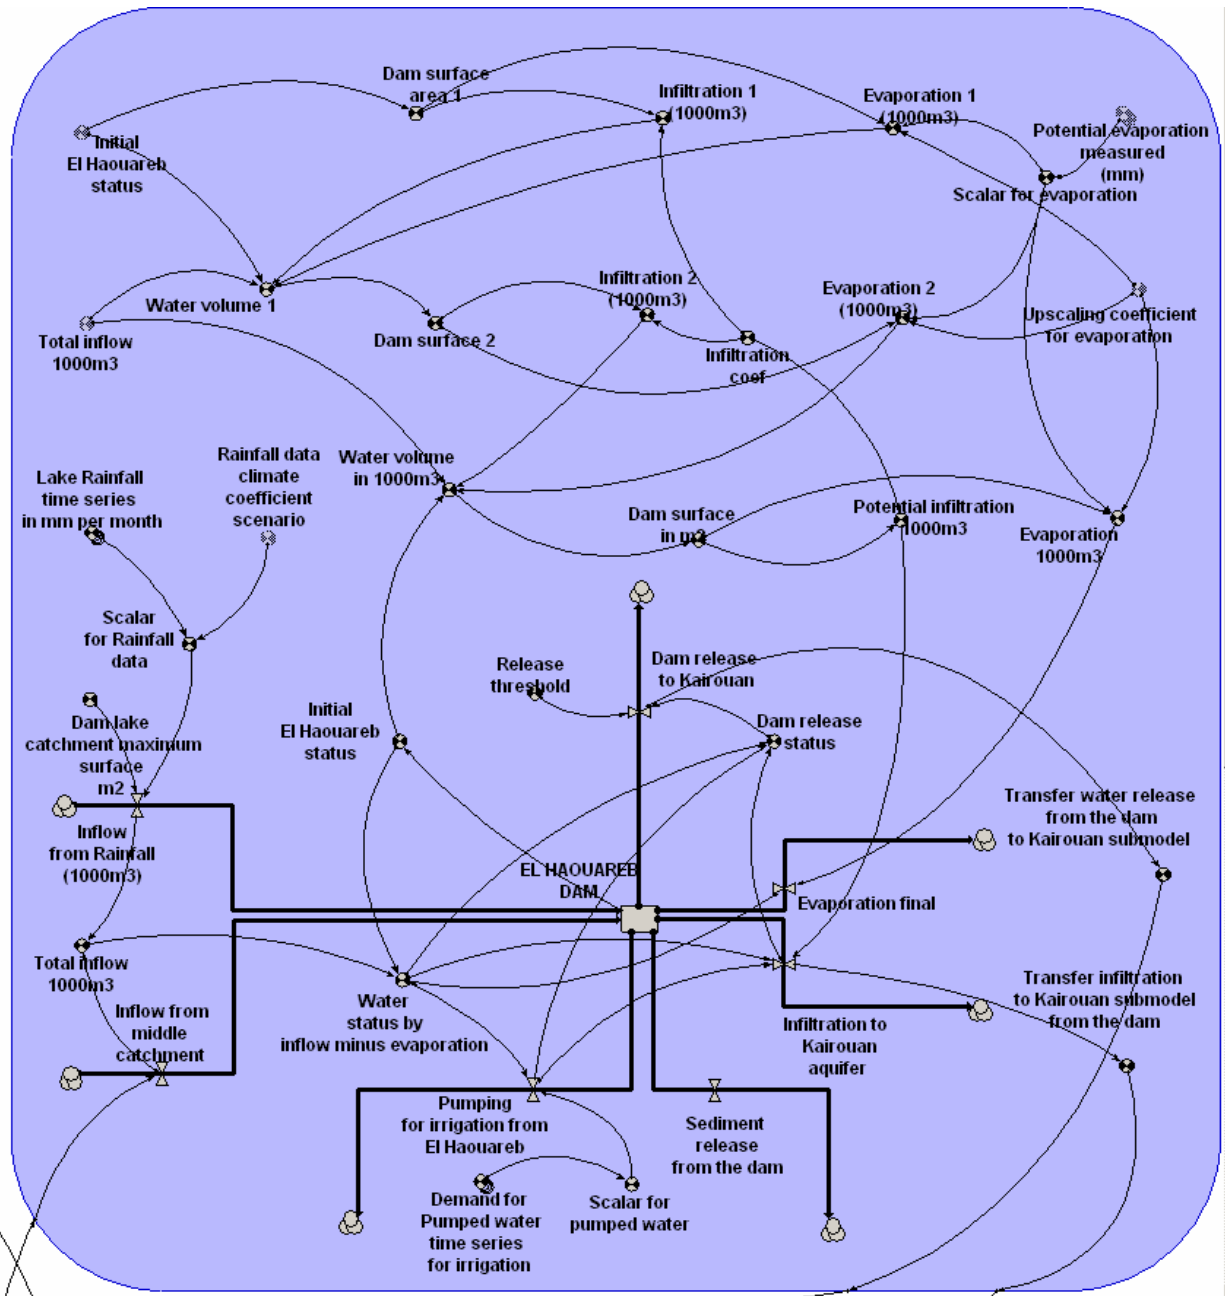 Dam surface
area 1
Infiltration 1
(1000m3)
Evaporation 1
(1000m3)
Potential evaporation
measured
(mm)
Initial
El Haouareb
status
Scalar for evaporation
Water volume 1
Infiltration 2
(1000m3)
Evaporation 2
(1000m3)
Upscaling coefficient
for evaporation
Total inflow
1000m3
Dam surface 2
Infiltration
coef
Lake Rainfall
time series
in mm per month
Rainfall data
climate
coefficient
scenario
Water volume
in 1000m3
Dam surface
in m2
Potential infiltration
1000m3
Evaporation
1000m3
Scalar
for Rainfall
data
Release
threshold
Dam release
to Kairouan
Dam lake
catchment maximum
surface
m2
Initial
El Haouareb
status
Dam release
status
Transfer water release
from the dam
to Kairouan submodel
Inflow
from Rainfall
(1000m3)
EL HAOUAREB
DAM
Evaporation final
Total inflow
1000m3
Water
status by
inflow minus evaporation
Transfer infiltration
to Kairouan submodel
from the dam
Inflow from
middle
catchment
Infiltration to
Kairouan
aquifer
Pumping
for irrigation from
El Haouareb
Sediment
release
from the dam
Demand for
Pumped water
time series
for irrigation
Scalar for
pumped water